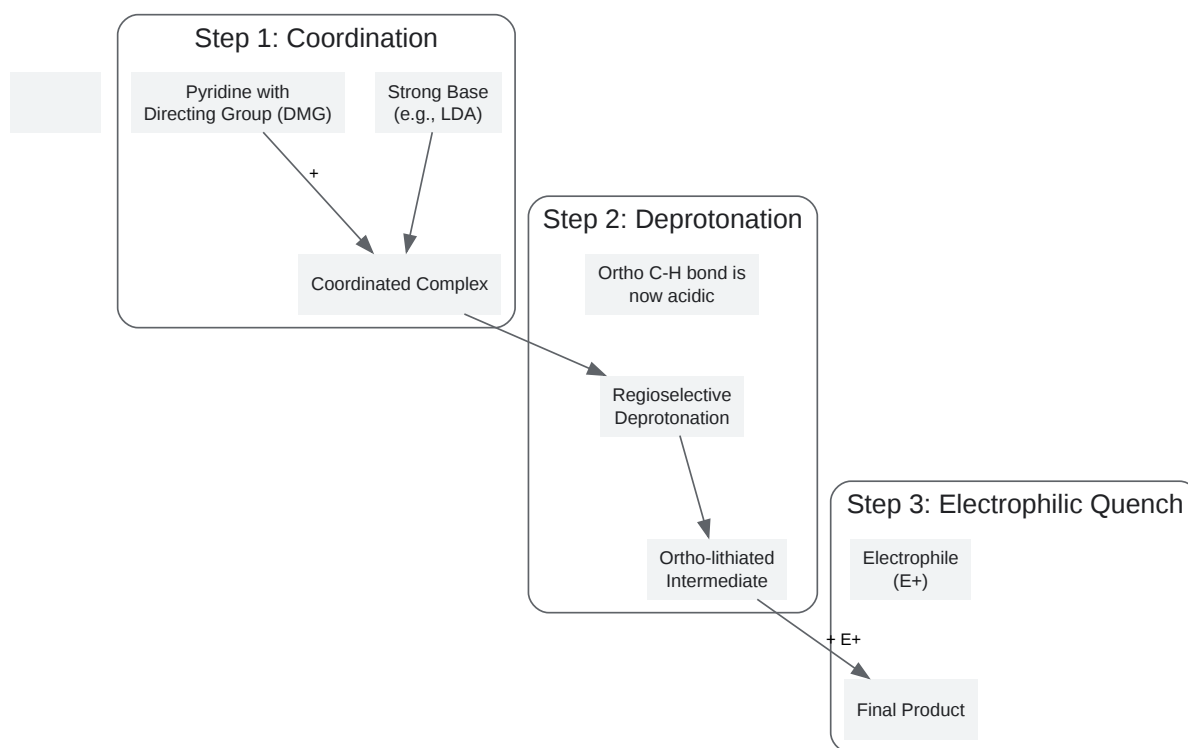 Step 1: Coordination
Pyridine with
Directing Group (DMG)
Strong Base
(e.g., LDA)
+
Coordinated Complex
Step 2: Deprotonation
Ortho C-H bond is
now acidic
Regioselective
Deprotonation
Ortho-lithiated
Intermediate
Step 3: Electrophilic Quench
Electrophile
(E+)
+ E+
Final Product